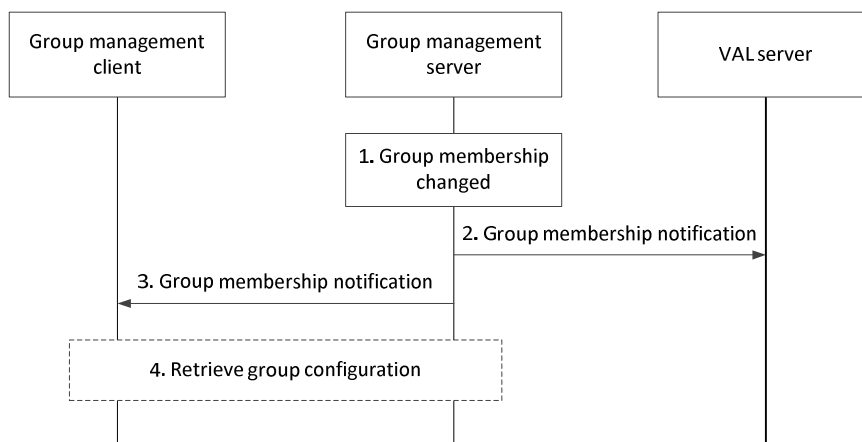 Group management
client
Group management
server
VAL server
1. Group membership
changed
2. Group membership notification
3. Group membership notification
4. Retrieve group configuration